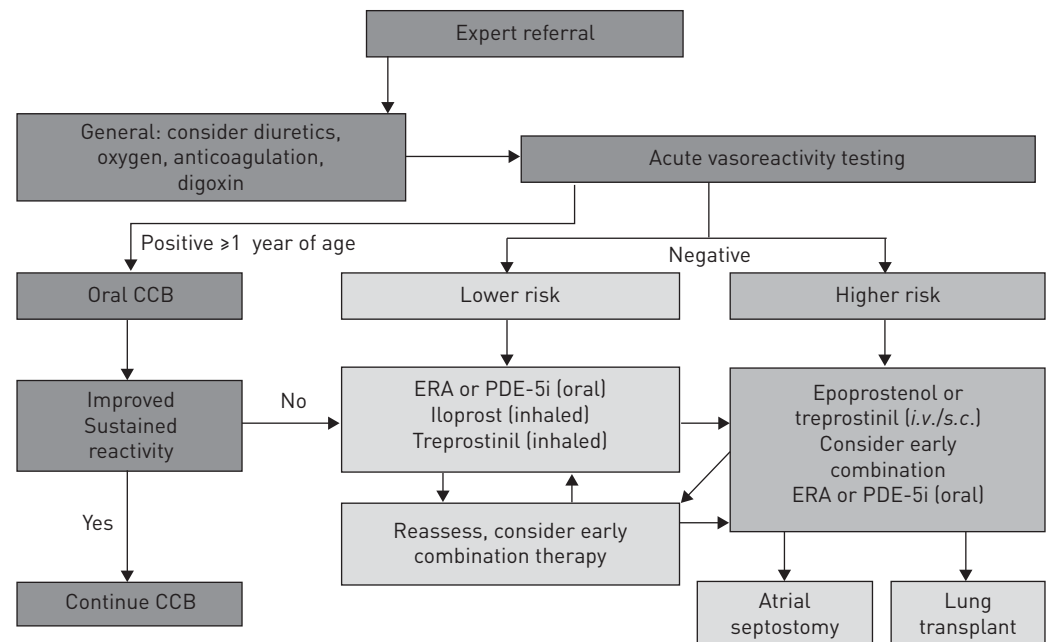 Expert referral
General: consider diuretics,
oxygen, anticoagulation,
digoxin
Acute vasoreactivity testing
Positive ⩾1 year of age
Negative
Oral CCB
Lower risk
Higher risk
Improved
Sustained
reactivity
No
ERA or PDE-5i (oral)
Iloprost (inhaled)
Treprostinil (inhaled)
Epoprostenol or
treprostinil (i.v./s.c.)
Consider early
combination
ERA or PDE-5i (oral)
Yes
Reassess, consider early
combination therapy
Continue CCB
Atrial
septostomy
Lung
transplant